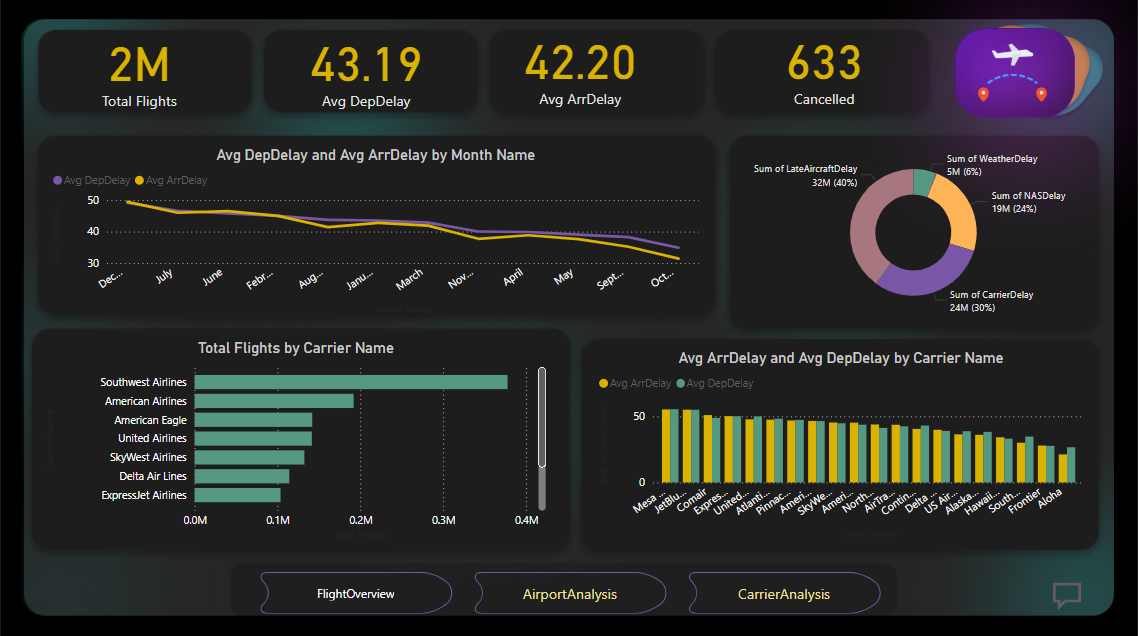 2M
Total Flights
43.19
Avg DepDelay
42.20
Avg ArrDelay
633
Cancelled
Avg DepDelay and Avg ArrDelay by Month Name
Avg DepDelay
Avg ArrDelay
50
40
30
Dec...
July
June
Febr...
Aug...
Janu...
March
Nov...
April
May
Sept...
Oct...
Month Name
Sum of LateAircraftDelay
32M (40%)
Sum of WeatherDelay
5M (6%)
Sum of NASDelay
19M (24%)
Sum of CarrierDelay
24M (30%)
Total Flights by Carrier Name
Southwest Airlines
American Airlines
American Eagle
United Airlines
SkyWest Airlines
Delta Air Lines
ExpressJet Airlines
0.0M
0.1M
0.2M
0.3M
0.4M
Total Flights
Avg ArrDelay and Avg DepDelay by Carrier Name
Avg ArrDelay
Avg DepDelay
50
0
Mesa ...
JetBlu...
Comair
Expres...
United...
Atlanti...
Pinnac...
Ameri...
SkyWe...
Ameri...
North...
AirTra...
Contin...
Delta ...
US Air...
Alaska...
Hawaii...
South...
Frontier
Aloha
Carrier Name
FlightOverview
AirportAnalysis
CarrierAnalysis